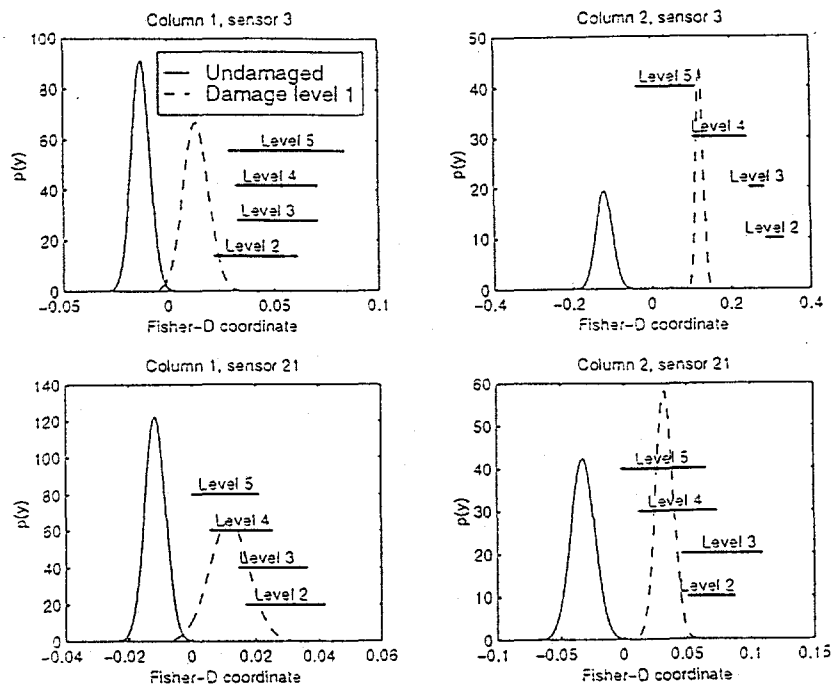 Column 1, sensor 3
100
80
60
40
20
0
p(y)
Undamaged
Damage level 1
Level 5
Level 4
Level 3
Level 2
-0.05
0
0.05
0.1
Fisher-D coordinate
Column 2, sensor 3
50
40
30
20
10
0
p(y)
Level 5
Level 4
Level 3
Level 2
-0.4
-0.2
0
0.2
0.4
Fisher-D coordinate
Column 1, sensor 21
140
120
100
80
60
40
20
0
p(y)
Level 5
Level 4
Level 3
Level 2
-0.04
-0.02
0
0.02
0.04
0.06
Fisher-D coordinate
Column 2, sensor 21
60
50
40
30
20
10
0
p(y)
Level 5
Level 4
Level 3
Level 2
-0.1
-0.05
0
0.05
0.1
0.15
Fisher-D coordinate